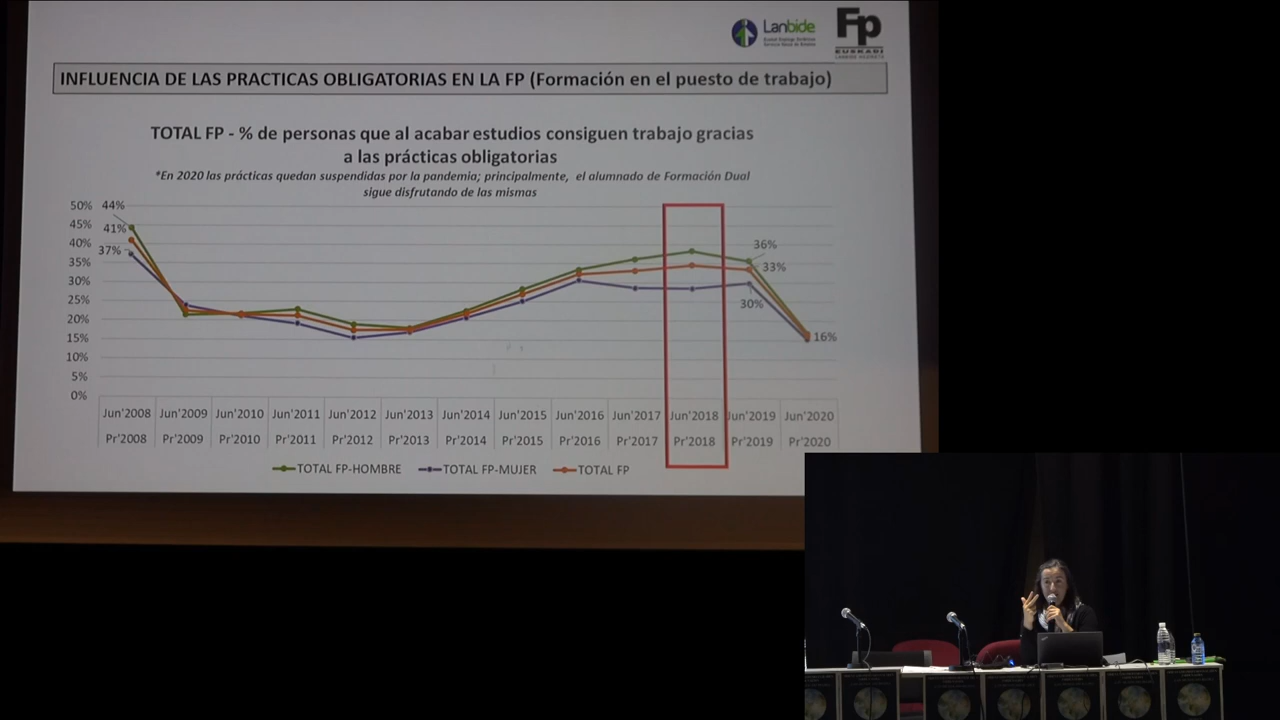 Lanbide
Fp
EUSKADI
INFLUENCIA DE LAS PRACTICAS OBLIGATORIAS EN LA FP (Formación en el puesto de trabajo)
TOTAL FP - % de personas que al acabar estudios consiguen trabajo gracias
a las prácticas obligatorias
*En 2020 las prácticas quedan suspendidas por la pandemia; principalmente, el alumnado de Formación Dual
sigue disfrutando de las mismas
50%
45%
40%
35%
30%
25%
20%
15%
10%
5%
0%
44%
41%
37%
36%
33%
30%
16%
Jun'2008 Jun'2009 Jun'2010 Jun'2011 Jun'2012 Jun'2013 Jun'2014 Jun'2015 Jun'2016 Jun'2017 Jun'2018 Jun'2019 Jun'2020
Pr'2008 Pr'2009 Pr'2010 Pr'2011 Pr'2012 Pr'2013 Pr'2014 Pr'2015 Pr'2016 Pr'2017 Pr'2018 Pr'2019 Pr'2020
TOTAL FP-HOMBRE TOTAL FP-MUJER TOTAL FP